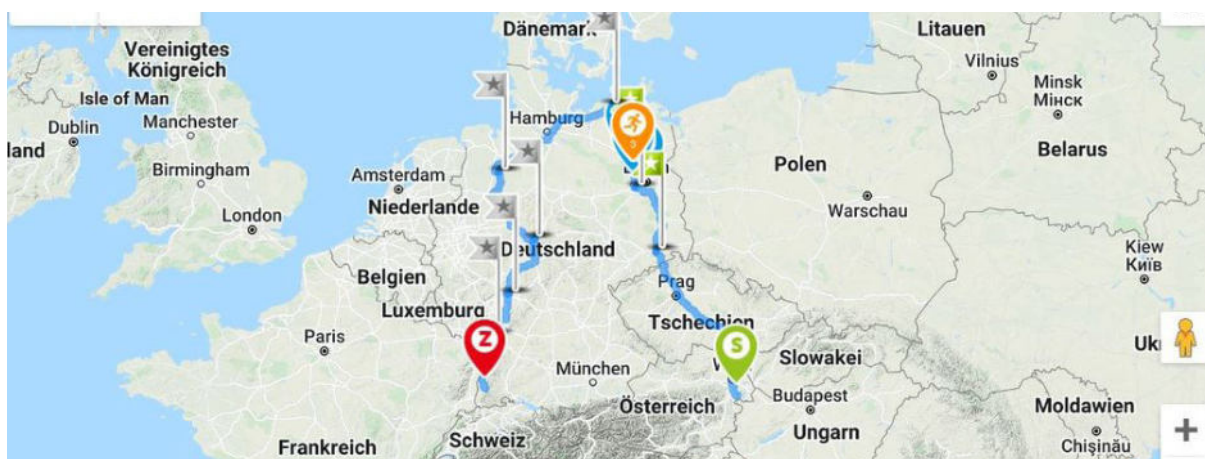 Dänemark
Litauen
Vereinigtes
Königreich
Vilnius
Minsk
Мінск
Isle of Man
Manchester
Hamburg
Dublin
land
3
Belarus
Birmingham
Amsterdam
Polen
Niederlande
Warschau
London
Deutschland
Kiew
Київ
Belgien
Prag
Luxemburg
Tschechien
Paris
Z
S
Slowakei
Uk
München
Österreich
Budapest
Moldawien
Ungarn
Frankreich
Schweiz
Chișinău
+